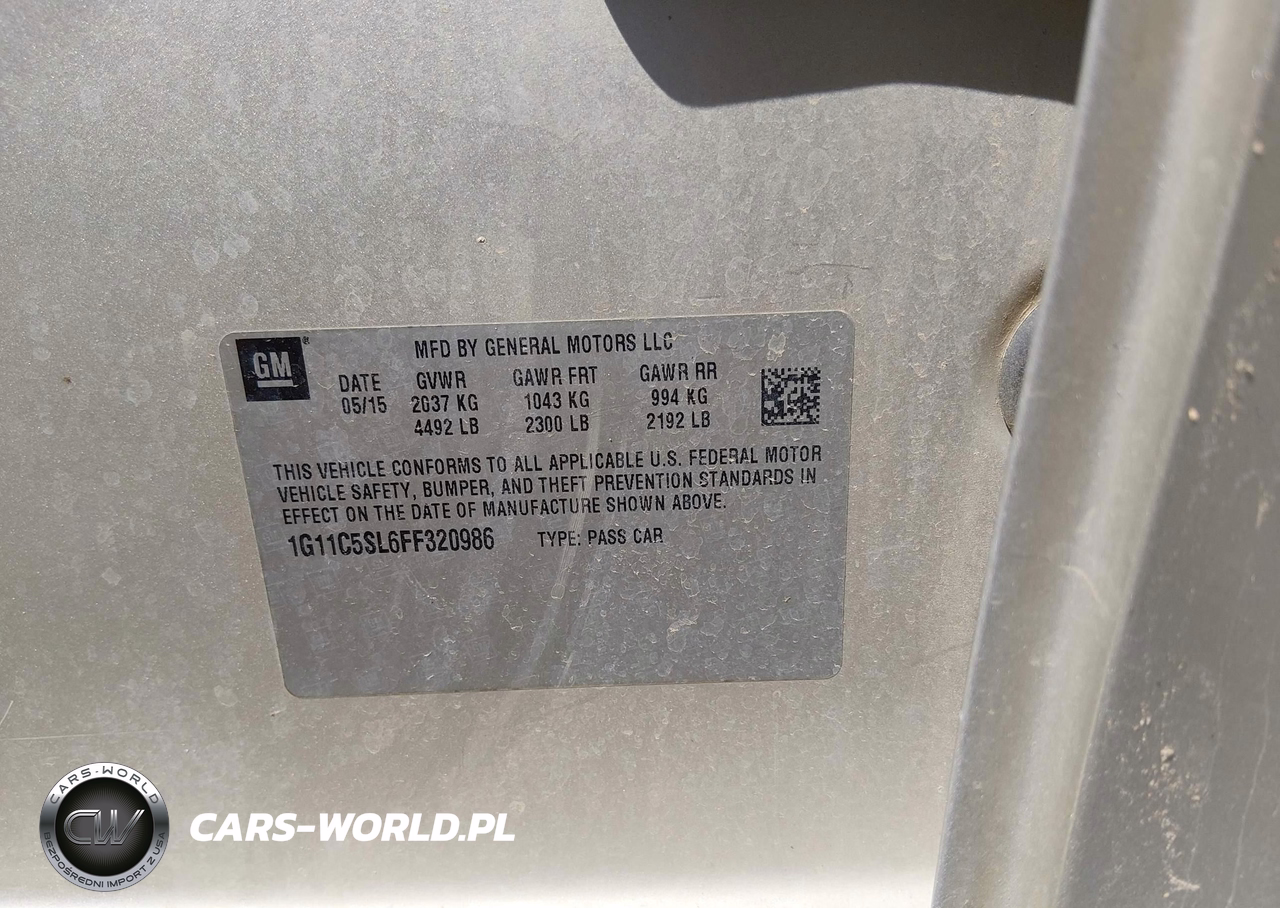 GM
MFD BY GENERAL MOTORS LLC
DATE GVWR GAWR FRT GAWR RR
05/15 2037 KG 1043 KG 994 KG
4492 LB 2300 LB 2192 LB
THIS VEHICLE CONFORMS TO ALL APPLICABLE U.S. FEDERAL MOTOR
VEHICLE SAFETY, BUMPER, AND THEFT PREVENTION STANDARDS IN
EFFECT ON THE DATE OF MANUFACTURE SHOWN ABOVE.
1G11C5SL6FF320986 TYPE: PASS CAR
CARS-WORLD
CW
BEZPOŚREDNI IMPORT Z USA
CARS-WORLD.PL